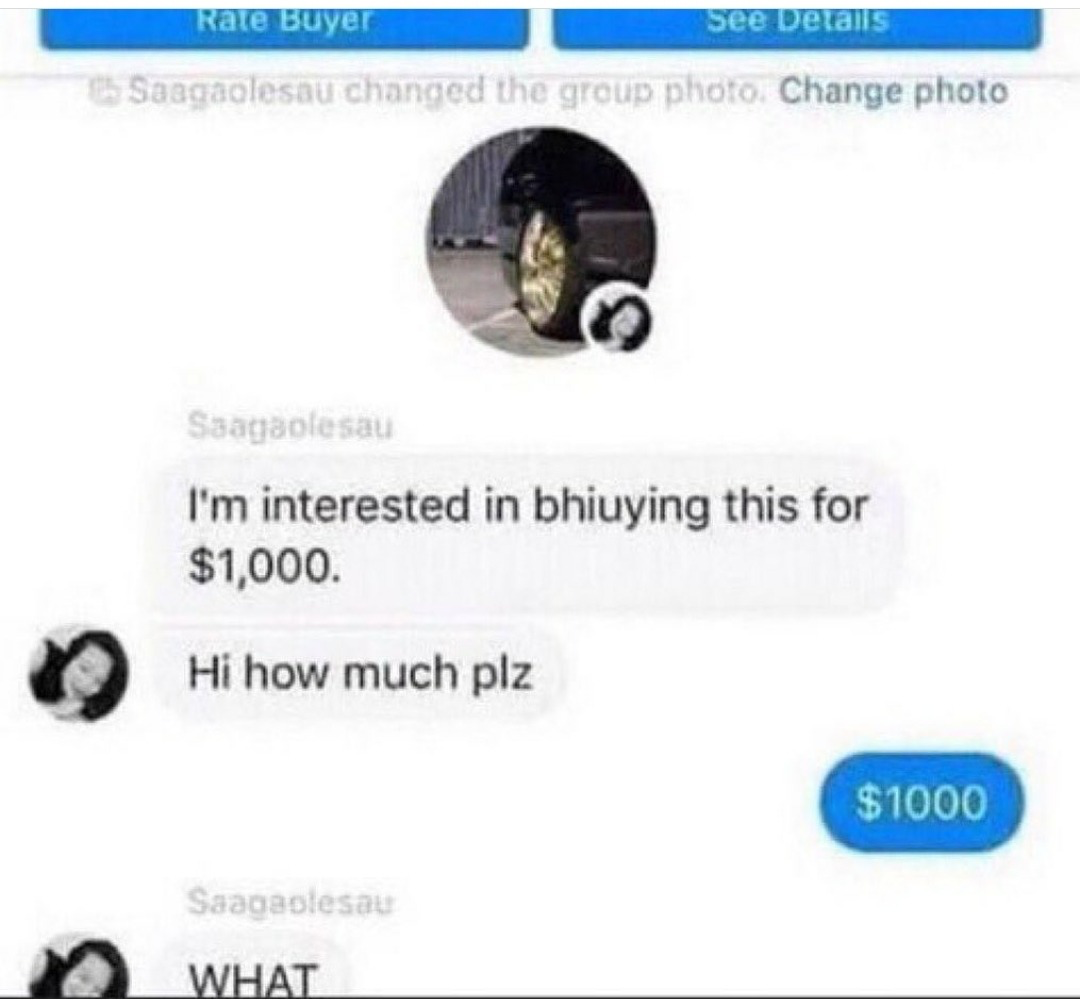 Rate Buyer
See Details
Saagaolesau changed the group photo. Change photo
Saagaolesau
I'm interested in bhiuying this for
$1,000.
Hi how much plz
$1000
Saagaolesau
WHAT